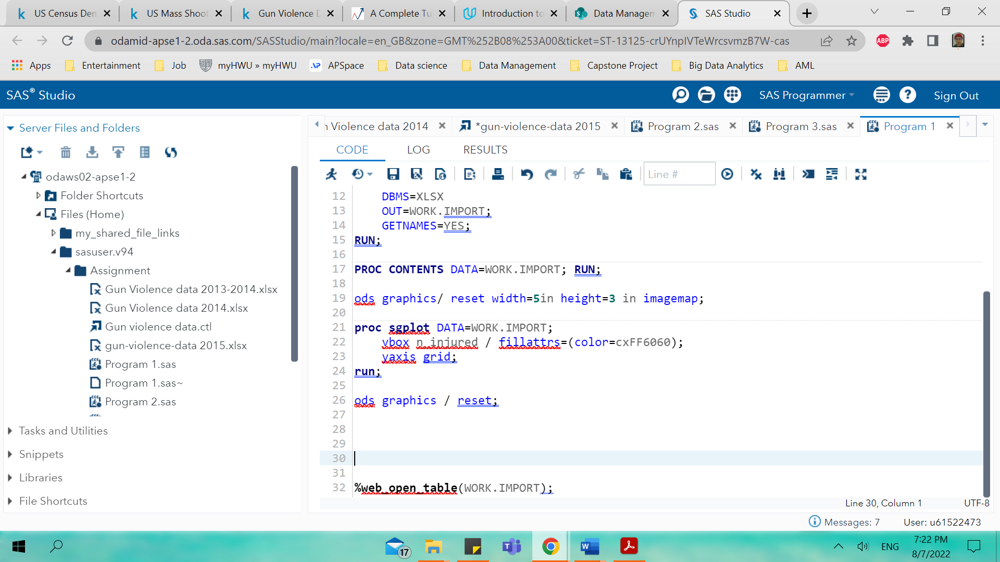 US Census Den
US Mass Shoot
Gun Violence D
A Complete Tu
Introduction to
Data Managem
SAS Studio
odamid-apse1-2.oda.sas.com/SASStudio/main?locale=en_GB&zone=GMT%252B08%253A00&ticket=ST-13125-crUYnpIVTeWrcsvmzB7W-cas
ABP
Apps
Entertainment
Job
myHWU » myHWU
APSpace
Data science
Data Management
Capstone Project
Big Data Analytics
AML
SAS® Studio
SAS Programmer
Sign Out
Server Files and Folders
odaws02-apse1-2
Folder Shortcuts
Files (Home)
my_shared_file_links
sasuser.v94
Assignment
Gun Violence data 2013-2014.xlsx
Gun Violence data 2014.xlsx
Gun violence data.ctl
gun-violence-data 2015.xlsx
Program 1.sas
Program 1.sas~
Program 2.sas
Tasks and Utilities
Snippets
Libraries
File Shortcuts
n Violence data 2014
*gun-violence-data 2015
Program 2.sas
Program 3.sas
Program 1
CODE
LOG
RESULTS
Line #
12 DBMS=XLSX
13 OUT=WORK.IMPORT;
14 GETNAMES=YES;
15 RUN;
16
17 PROC CONTENTS DATA=WORK.IMPORT; RUN;
18
19 ods graphics/ reset width=5in height=3 in imagemap;
20
21 proc sgplot DATA=WORK.IMPORT;
22 vbox n_injured / fillattrs=(color=cxFF6060);
23 yaxis grid;
24 run;
25
26 ods graphics / reset;
27
28
29
30
31
32 %web_open_table(WORK.IMPORT);
Line 30, Column 1
UTF-8
Messages: 7
User: u61522473
17
ENG
7:22 PM
8/7/2022